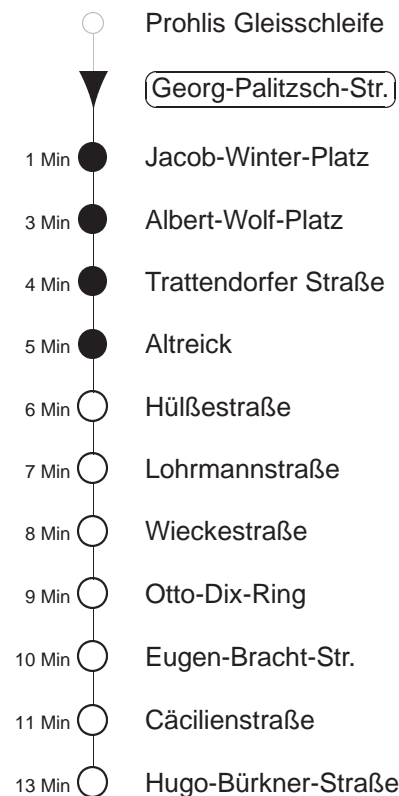 Prohlis Gleisschleife
Georg-Palitzsch-Str.
1 Min Jacob-Winter-Platz
3 Min Albert-Wolf-Platz
4 Min Trattendorfer Straße
5 Min Altreick
6 Min Hülßestraße
7 Min Lohrmannstraße
8 Min Wieckestraße
9 Min Otto-Dix-Ring
10 Min Eugen-Bracht-Str.
11 Min Cäcilienstraße
13 Min Hugo-Bürkner-Straße